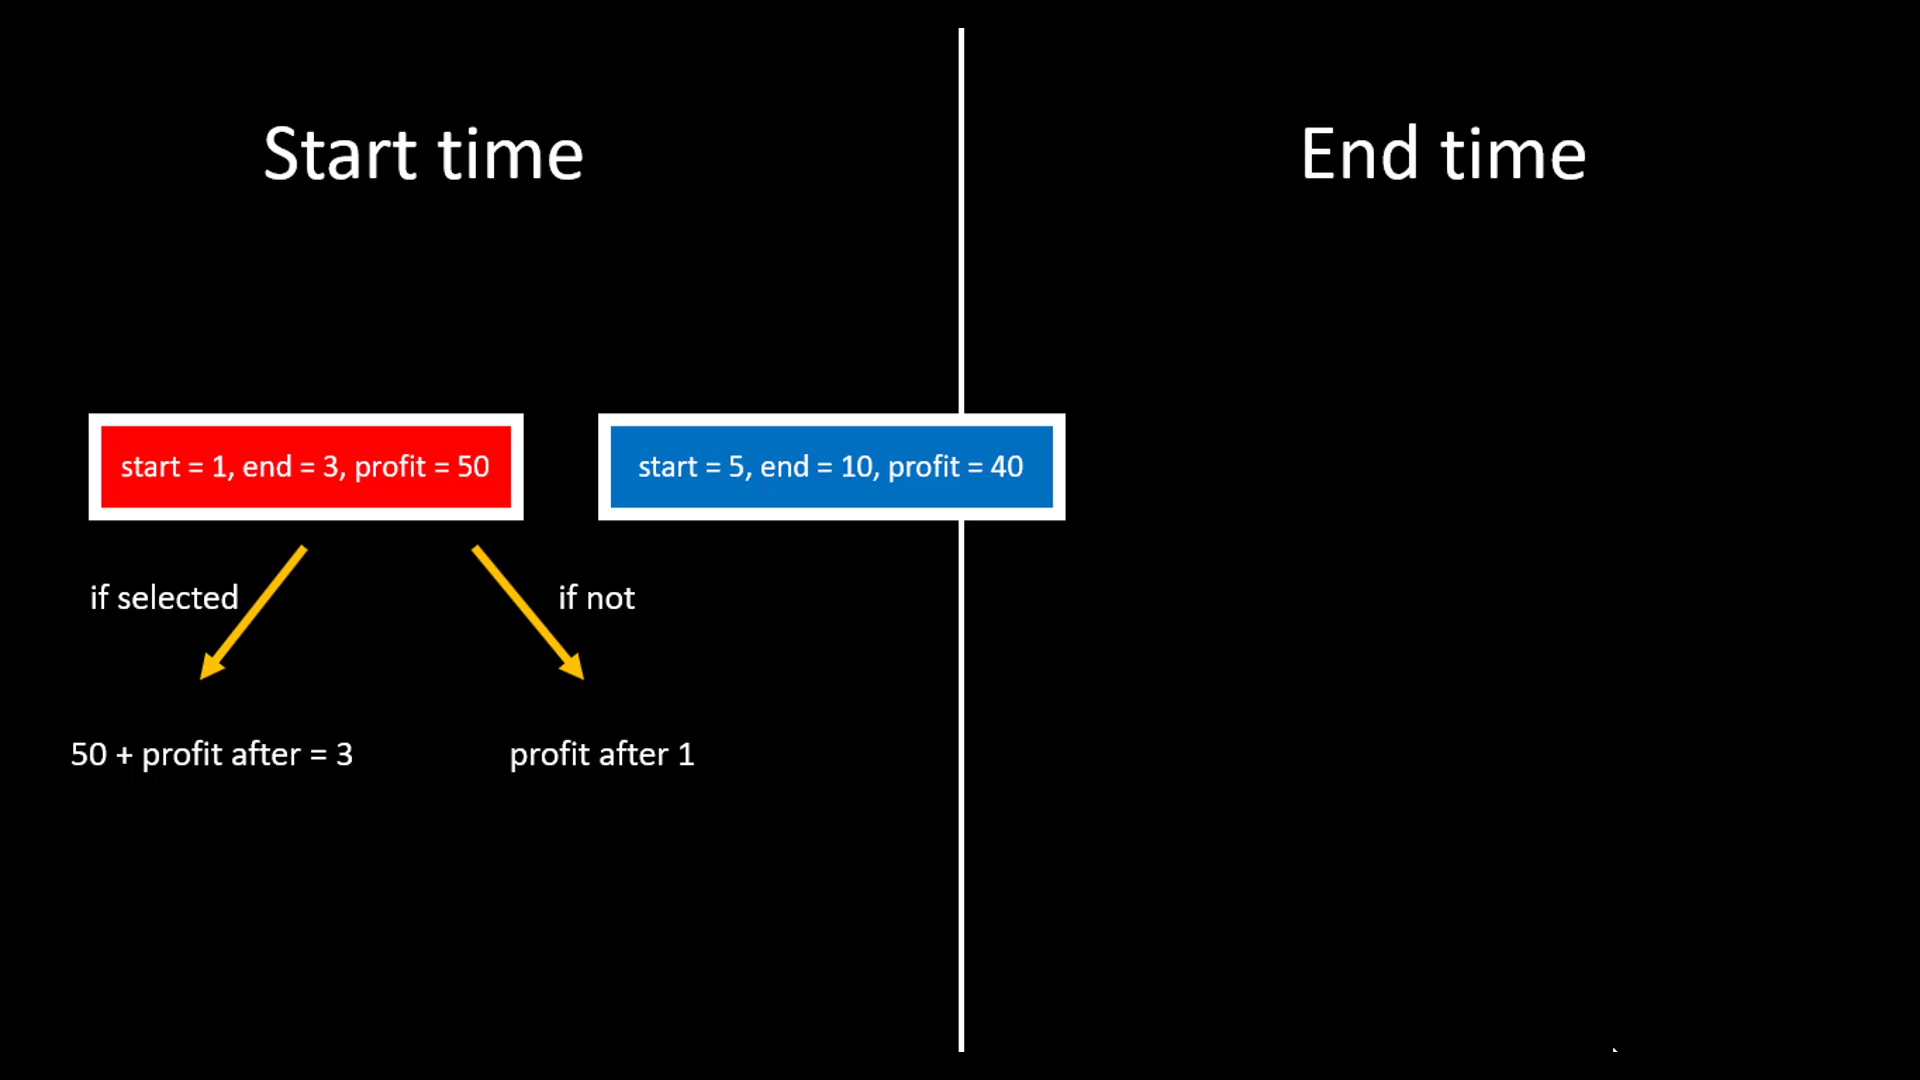 Start time
End time
start = 1, end = 3, profit = 50
start = 5, end = 10, profit = 40
if selected
if not
50 + profit after = 3
profit after 1